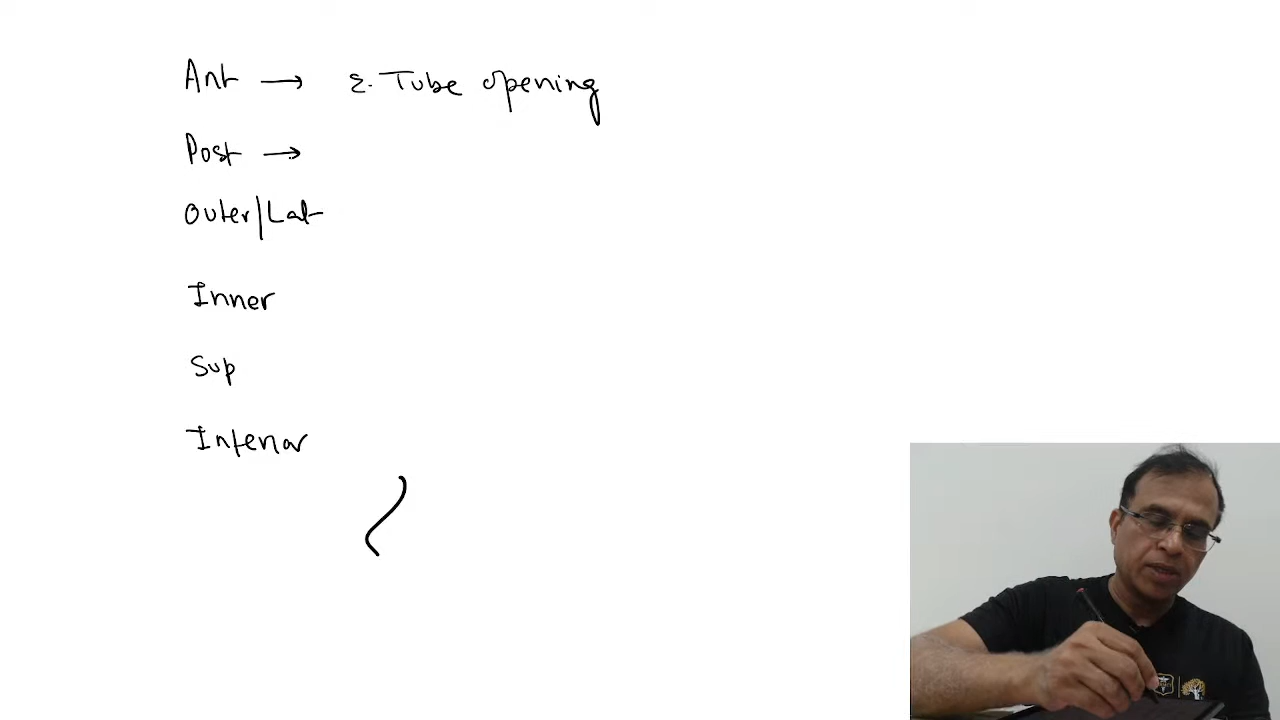 Ant → E. Tube opening
Post →
Outer/Lat
Inner
Sup
Inferior